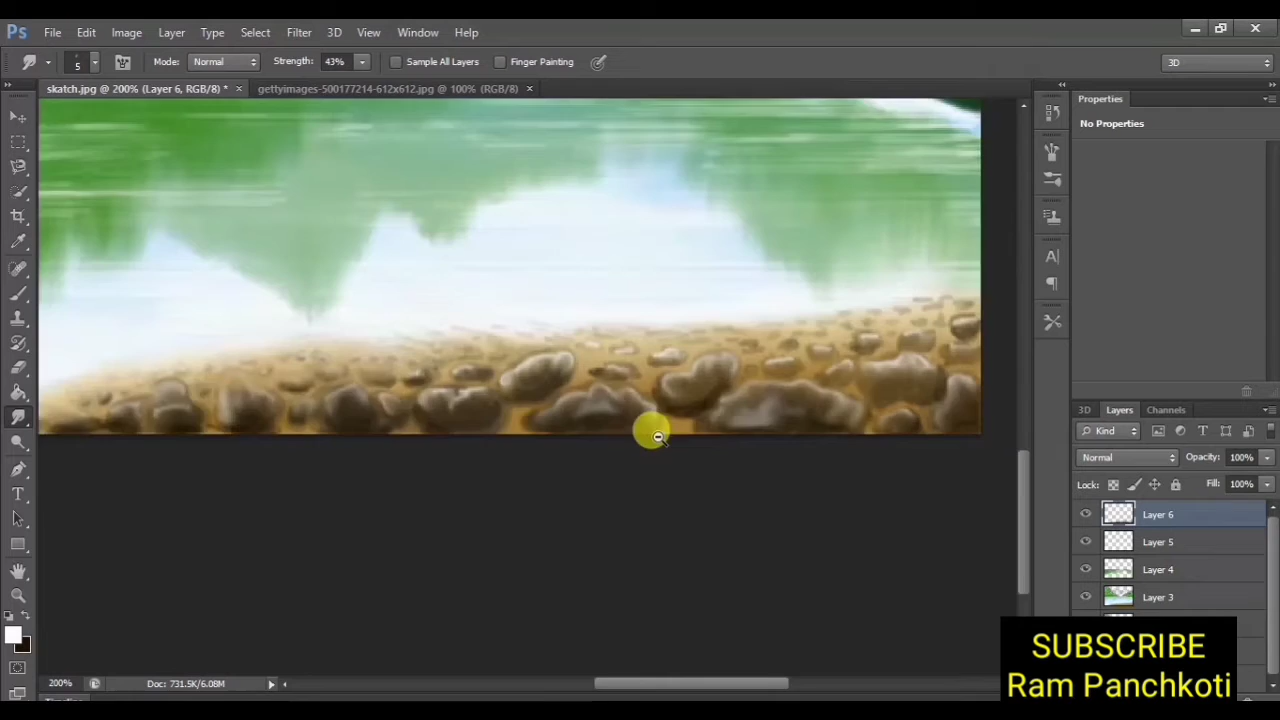 Ps File Edit Image Layer Type Select Filter 3D View Window Help
5 Mode: Normal Strength: 43% Sample All Layers Finger Painting 3D
skatch.jpg @ 200% (Layer 6, RGB/8) * × gettyimages-500177214-612x612.jpg @ 100% (RGB/8) ×
Properties
No Properties
3D Layers Channels
Kind
Normal Opacity: 100%
Lock: Fill: 100%
Layer 6
Layer 5
Layer 4
Layer 3
SUBSCRIBE
Ram Panchkoti
200% Doc: 731.5K/6.08M